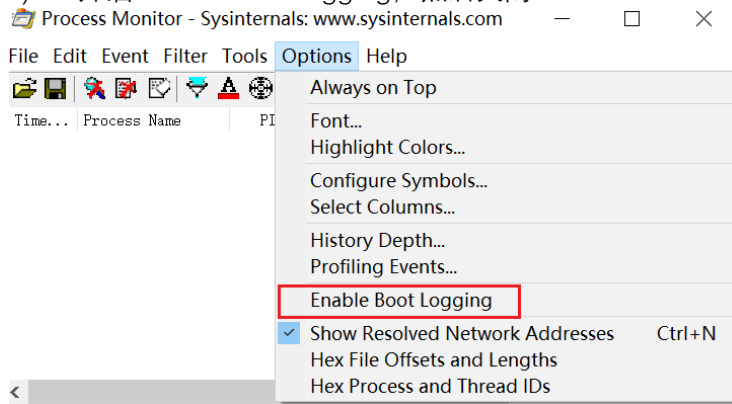 Process Monitor - Sysinternals: www.sysinternals.com
File Edit Event Filter Tools Options Help
Time... Process Name PI
Always on Top
Font...
Highlight Colors...
Configure Symbols...
Select Columns...
History Depth...
Profiling Events...
Enable Boot Logging
Show Resolved Network Addresses Ctrl+N
Hex File Offsets and Lengths
Hex Process and Thread IDs